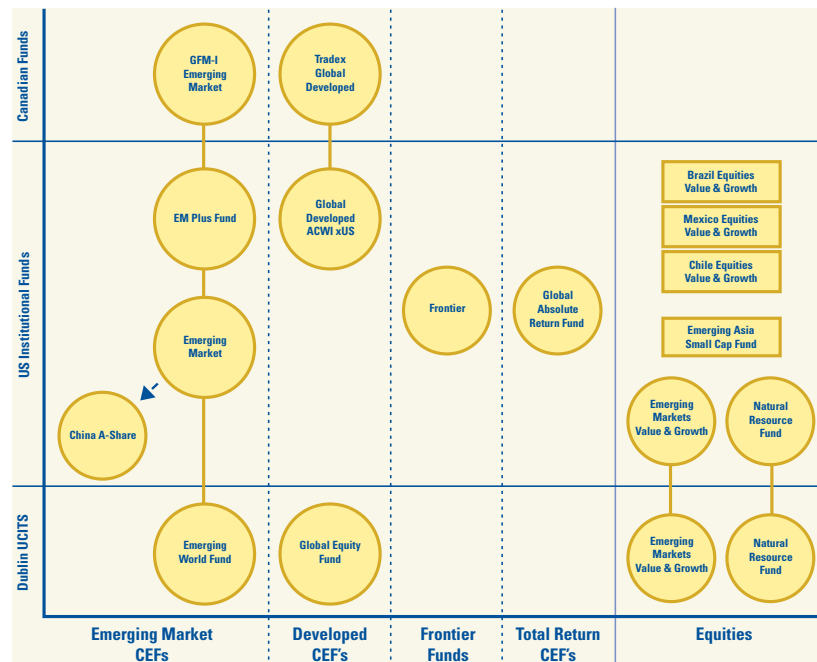 Canadian Funds
GFM-I
Emerging
Market
Tradex
Global
Developed
US Institutional Funds
EM Plus Fund
Global
Developed
ACWI xUS
Brazil Equities
Value & Growth
Mexico Equities
Value & Growth
Chile Equities
Value & Growth
Emerging
Market
Frontier
Global
Absolute
Return Fund
Emerging Asia
Small Cap Fund
China A-Share
Emerging
Markets
Value & Growth
Natural
Resource
Fund
Dublin UCITS
Emerging
World Fund
Global Equity
Fund
Emerging
Markets
Value & Growth
Natural
Resource
Fund
Emerging Market
CEFs
Developed
CEF's
Frontier
Funds
Total Return
CEF's
Equities